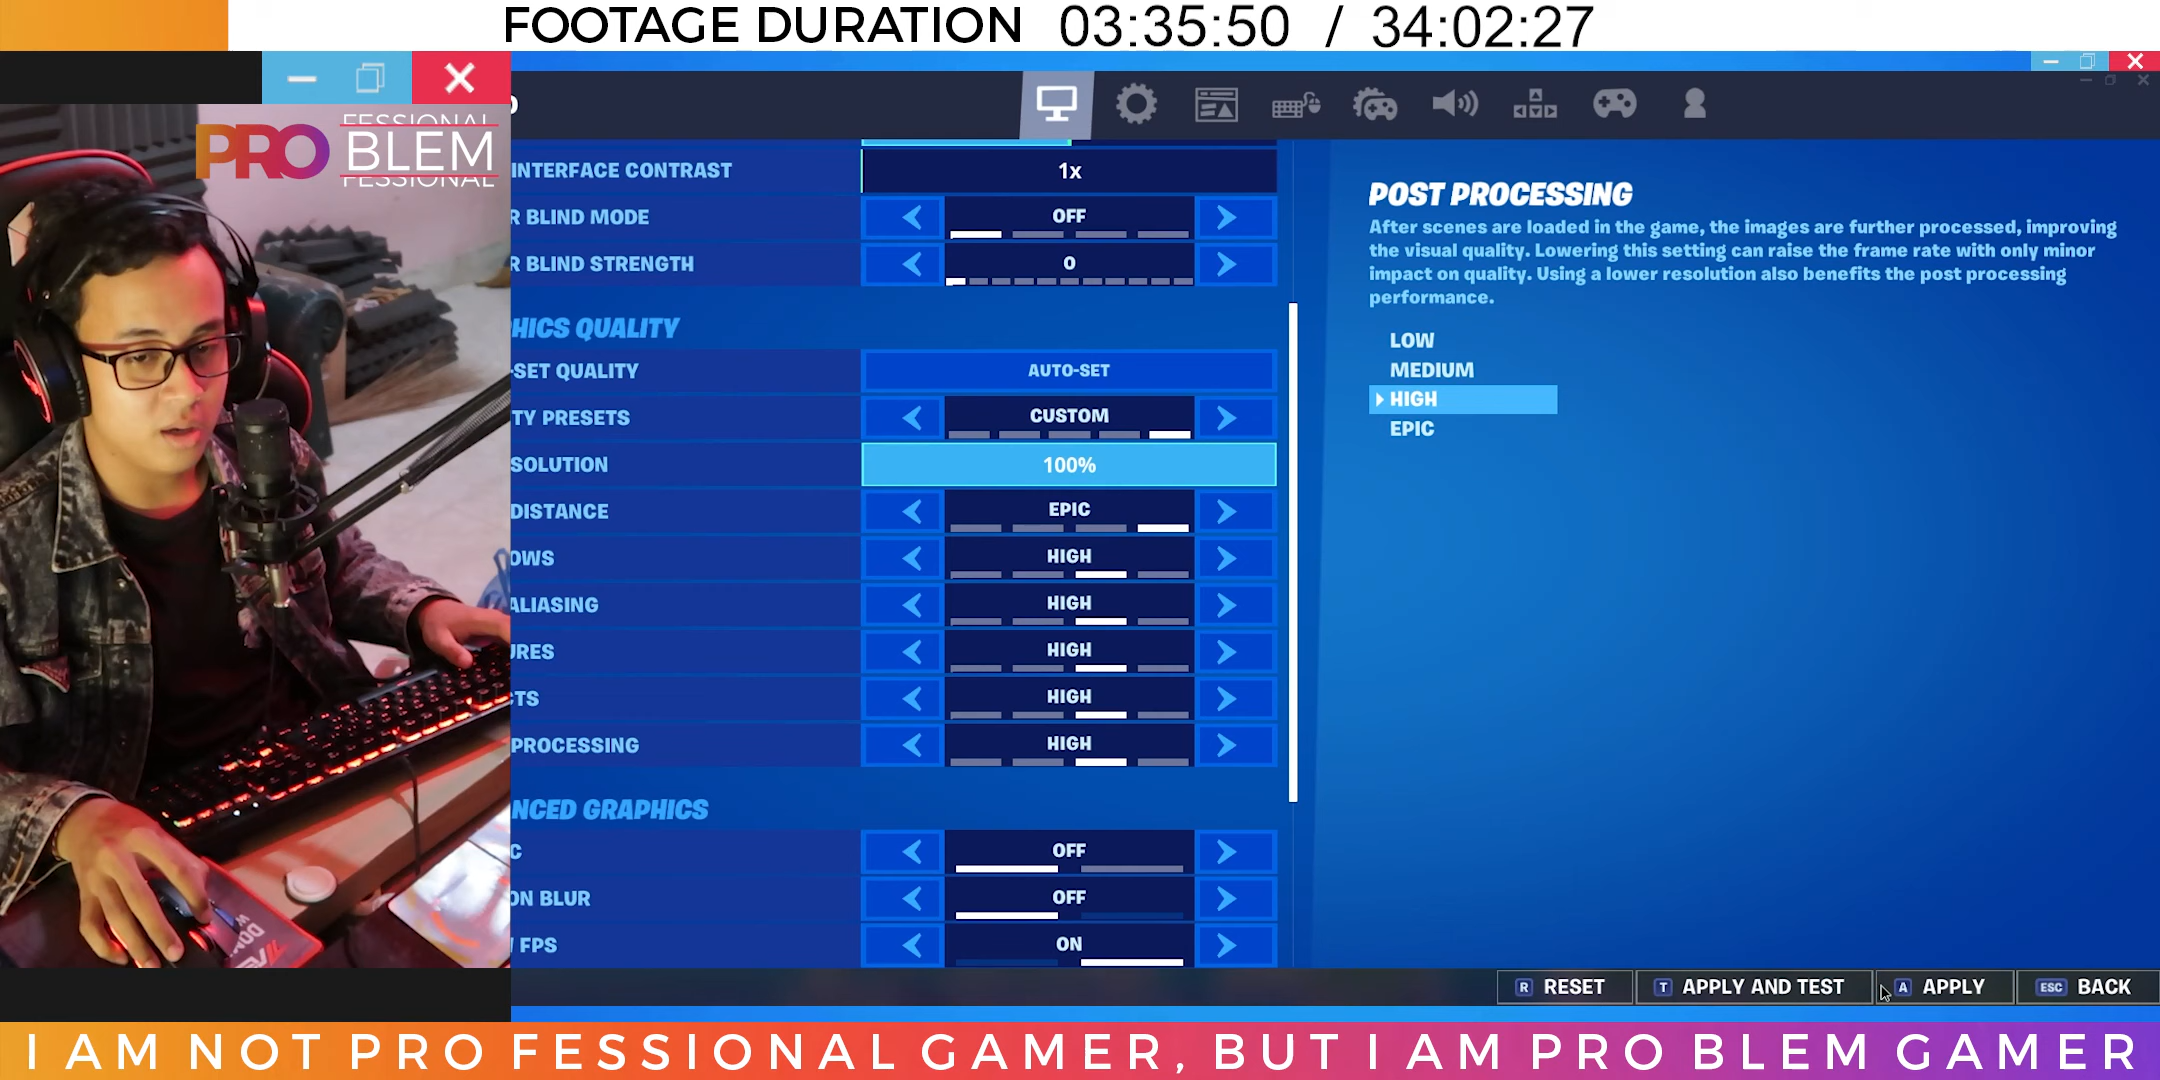 FOOTAGE DURATION 03:35:50 / 34:02:27
FESSIONAL
PRO BLEM
FESSIONAL
INTERFACE CONTRAST 1x
R BLIND MODE OFF
R BLIND STRENGTH 0
HICS QUALITY
-SET QUALITY AUTO-SET
TY PRESETS CUSTOM
SOLUTION 100%
DISTANCE EPIC
OWS HIGH
ALIASING HIGH
URES HIGH
CTS HIGH
PROCESSING HIGH
NCED GRAPHICS
C OFF
ON BLUR OFF
FPS ON
POST PROCESSING
After scenes are loaded in the game, the images are further processed, improving
the visual quality. Lowering this setting can raise the frame rate with only minor
impact on quality. Using a lower resolution also benefits the post processing
performance.
LOW
MEDIUM
HIGH
EPIC
R RESET T APPLY AND TEST A APPLY ESC BACK
I AM NOT PRO FESSIONAL GAMER, BUT I AM PRO BLEM GAMER